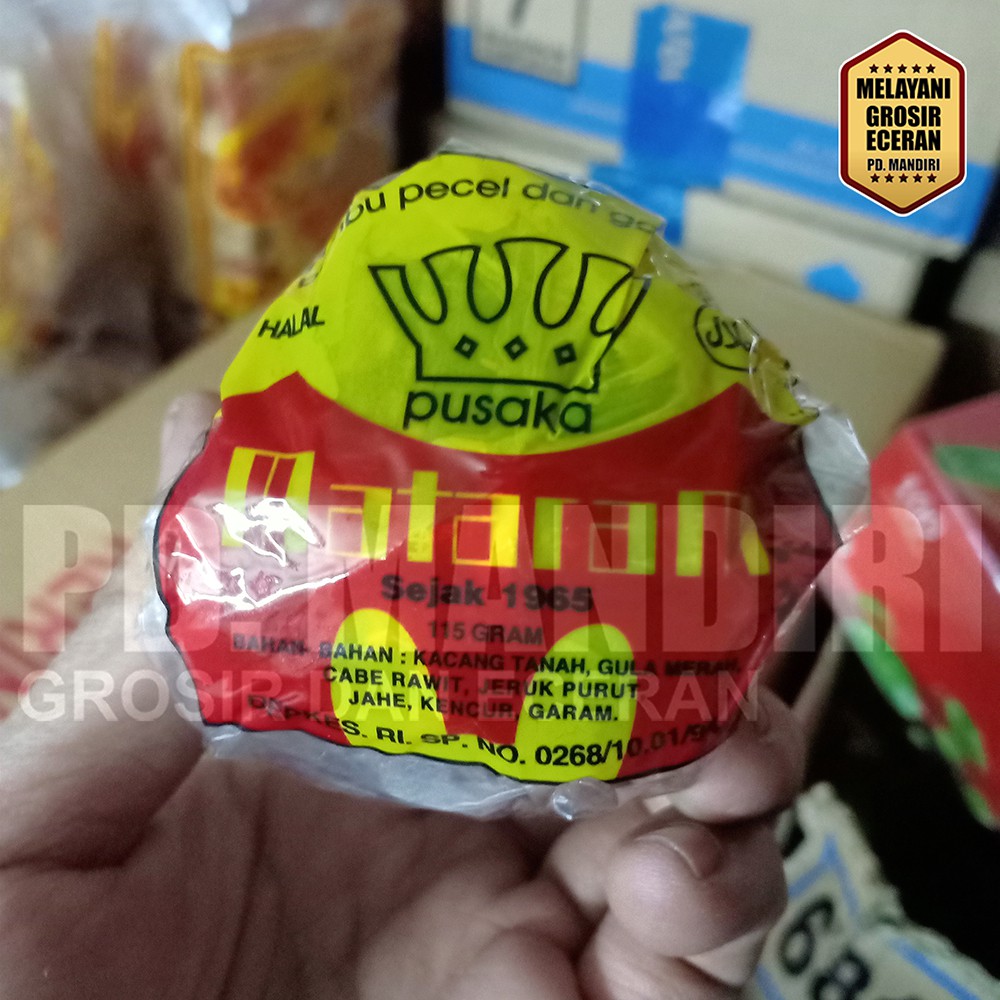 MELAYANI
GROSIR
ECERAN
PD. MANDIRI
pecel dan
HALAL
pusaka
Mataram
Sejak 1965
115 GRAM
BAHAN - BAHAN : KACANG TANAH, GULA MERAH,
CABE RAWIT, JERUK PURUT
JAHE, KENCUR, GARAM.
DEPKES. RI. SP. NO. 0268/10.01/9
PD. MANDIRI
GROSIR DAN ECERAN
68